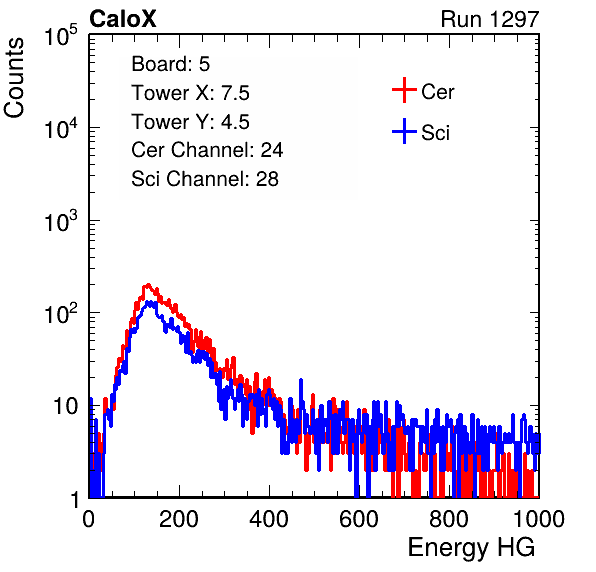 CaloX Run 1297
Counts
10^5
10^4
10^3
10^2
10
1
Board: 5
Tower X: 7.5
Tower Y: 4.5
Cer Channel: 24
Sci Channel: 28
Cer
Sci
0 200 400 600 800 1000
Energy HG